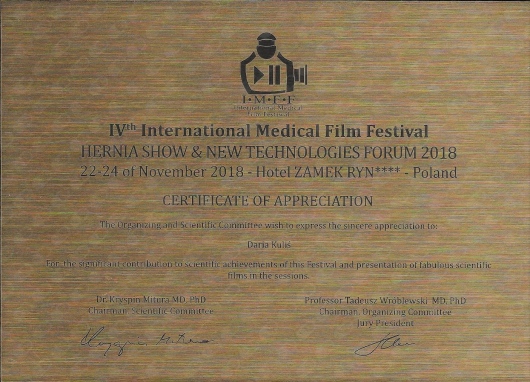 I·M·F·F
International Medical
Film Festival
IVth International Medical Film Festival
HERNIA SHOW & NEW TECHNOLOGIES FORUM 2018
22-24 of November 2018 - Hotel ZAMEK RYN**** - Poland
CERTIFICATE OF APPRECIATION
The Organizing and Scientific Committee wish to express the sincere appreciation to:
Daria Kulis
For the significant contribution to scientific achievements of this Festival and presentation of fabulous scientific
films in the sessions.
Dr. Kryspin Mitura MD, PhD
Chairman, Scientific Committee
Professor Tadeusz Wróblewski MD, PhD
Chairman, Organizing Committee
Jury President
Kryspin Mitura